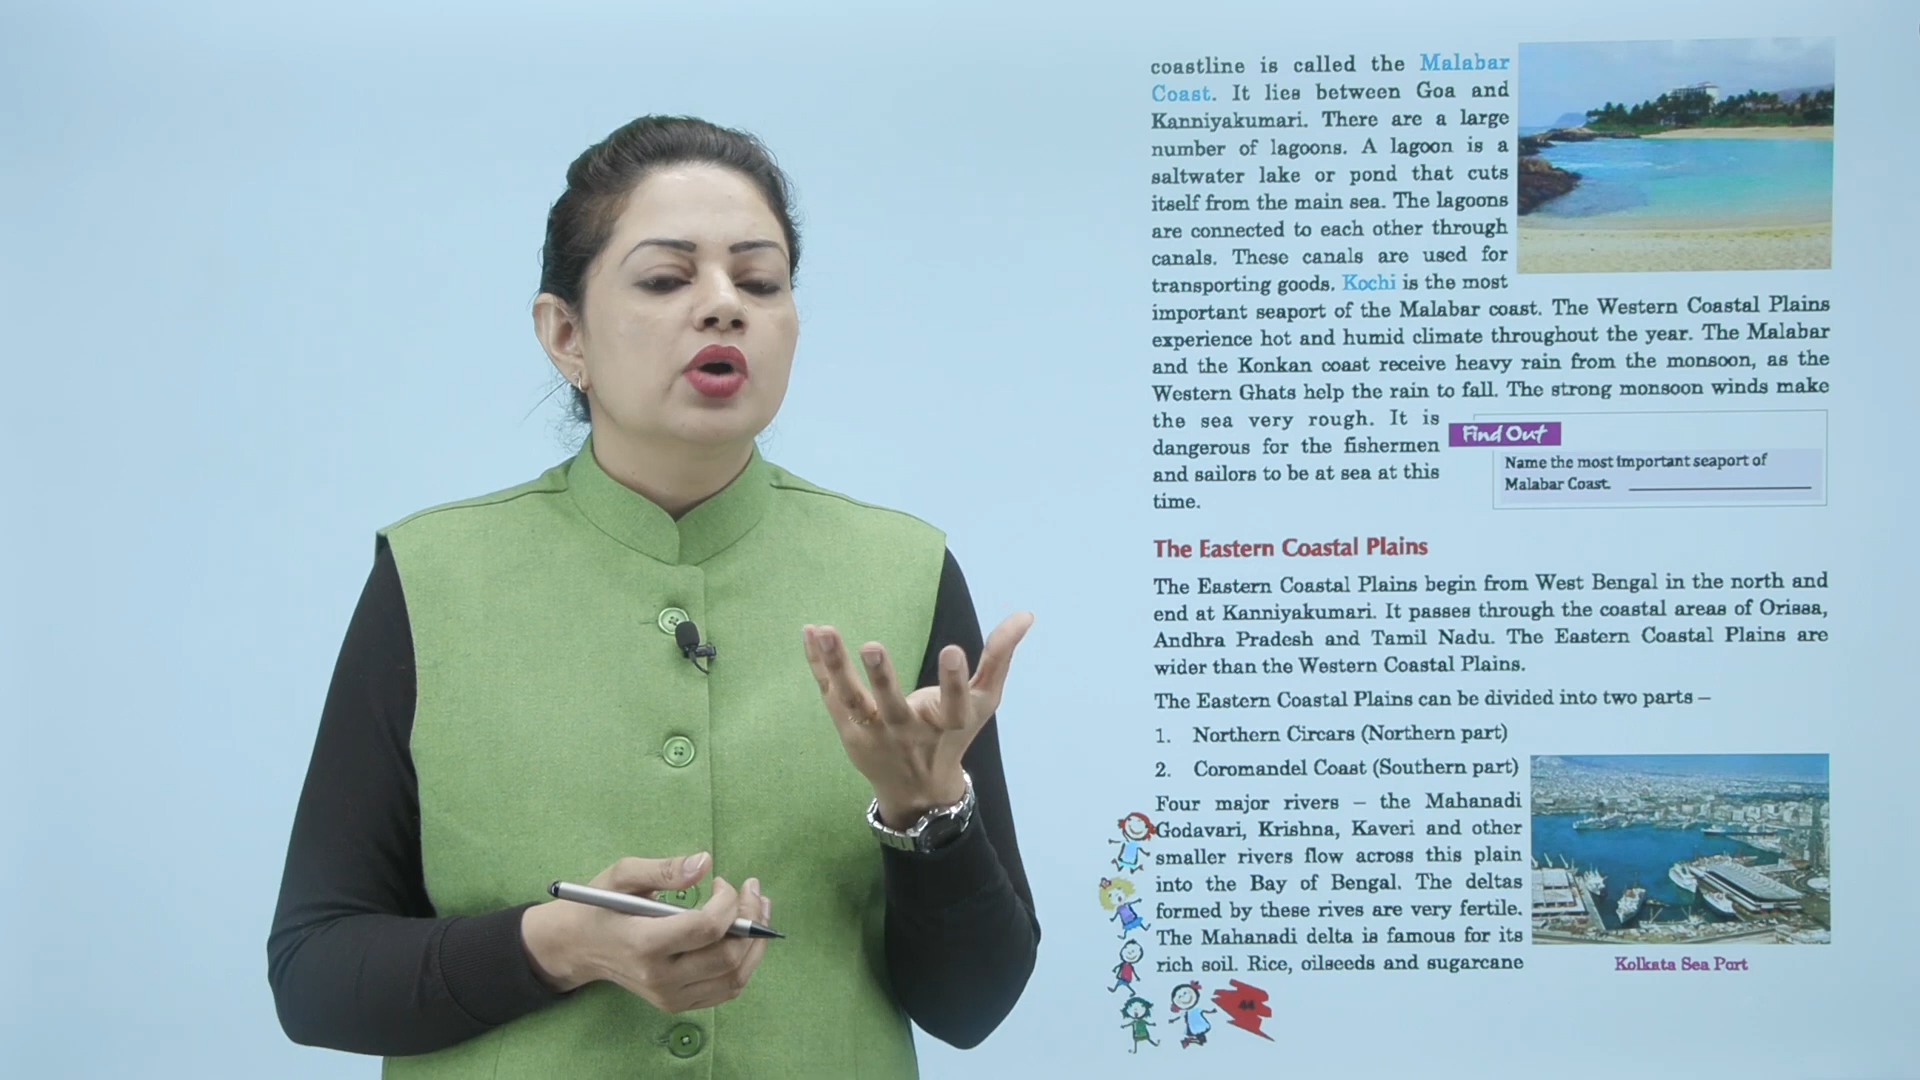 coastline is called the Malabar
Coast. It lies between Goa and
Kanniyakumari. There are a large
number of lagoons. A lagoon is a
saltwater lake or pond that cuts
itself from the main sea. The lagoons
are connected to each other through
canals. These canals are used for
transporting goods. Kochi is the most
important seaport of the Malabar coast. The Western Coastal Plains
experience hot and humid climate throughout the year. The Malabar
and the Konkan coast receive heavy rain from the monsoon, as the
Western Ghats help the rain to fall. The strong monsoon winds make
the sea very rough. It is
dangerous for the fishermen
and sailors to be at sea at this
time.
Find Out
Name the most important seaport of
Malabar Coast.
The Eastern Coastal Plains
The Eastern Coastal Plains begin from West Bengal in the north and
end at Kanniyakumari. It passes through the coastal areas of Orissa,
Andhra Pradesh and Tamil Nadu. The Eastern Coastal Plains are
wider than the Western Coastal Plains.
The Eastern Coastal Plains can be divided into two parts –
1. Northern Circars (Northern part)
2. Coromandel Coast (Southern part)
Four major rivers – the Mahanadi
Godavari, Krishna, Kaveri and other
smaller rivers flow across this plain
into the Bay of Bengal. The deltas
formed by these rives are very fertile.
The Mahanadi delta is famous for its
rich soil. Rice, oilseeds and sugarcane
Kolkata Sea Port
44